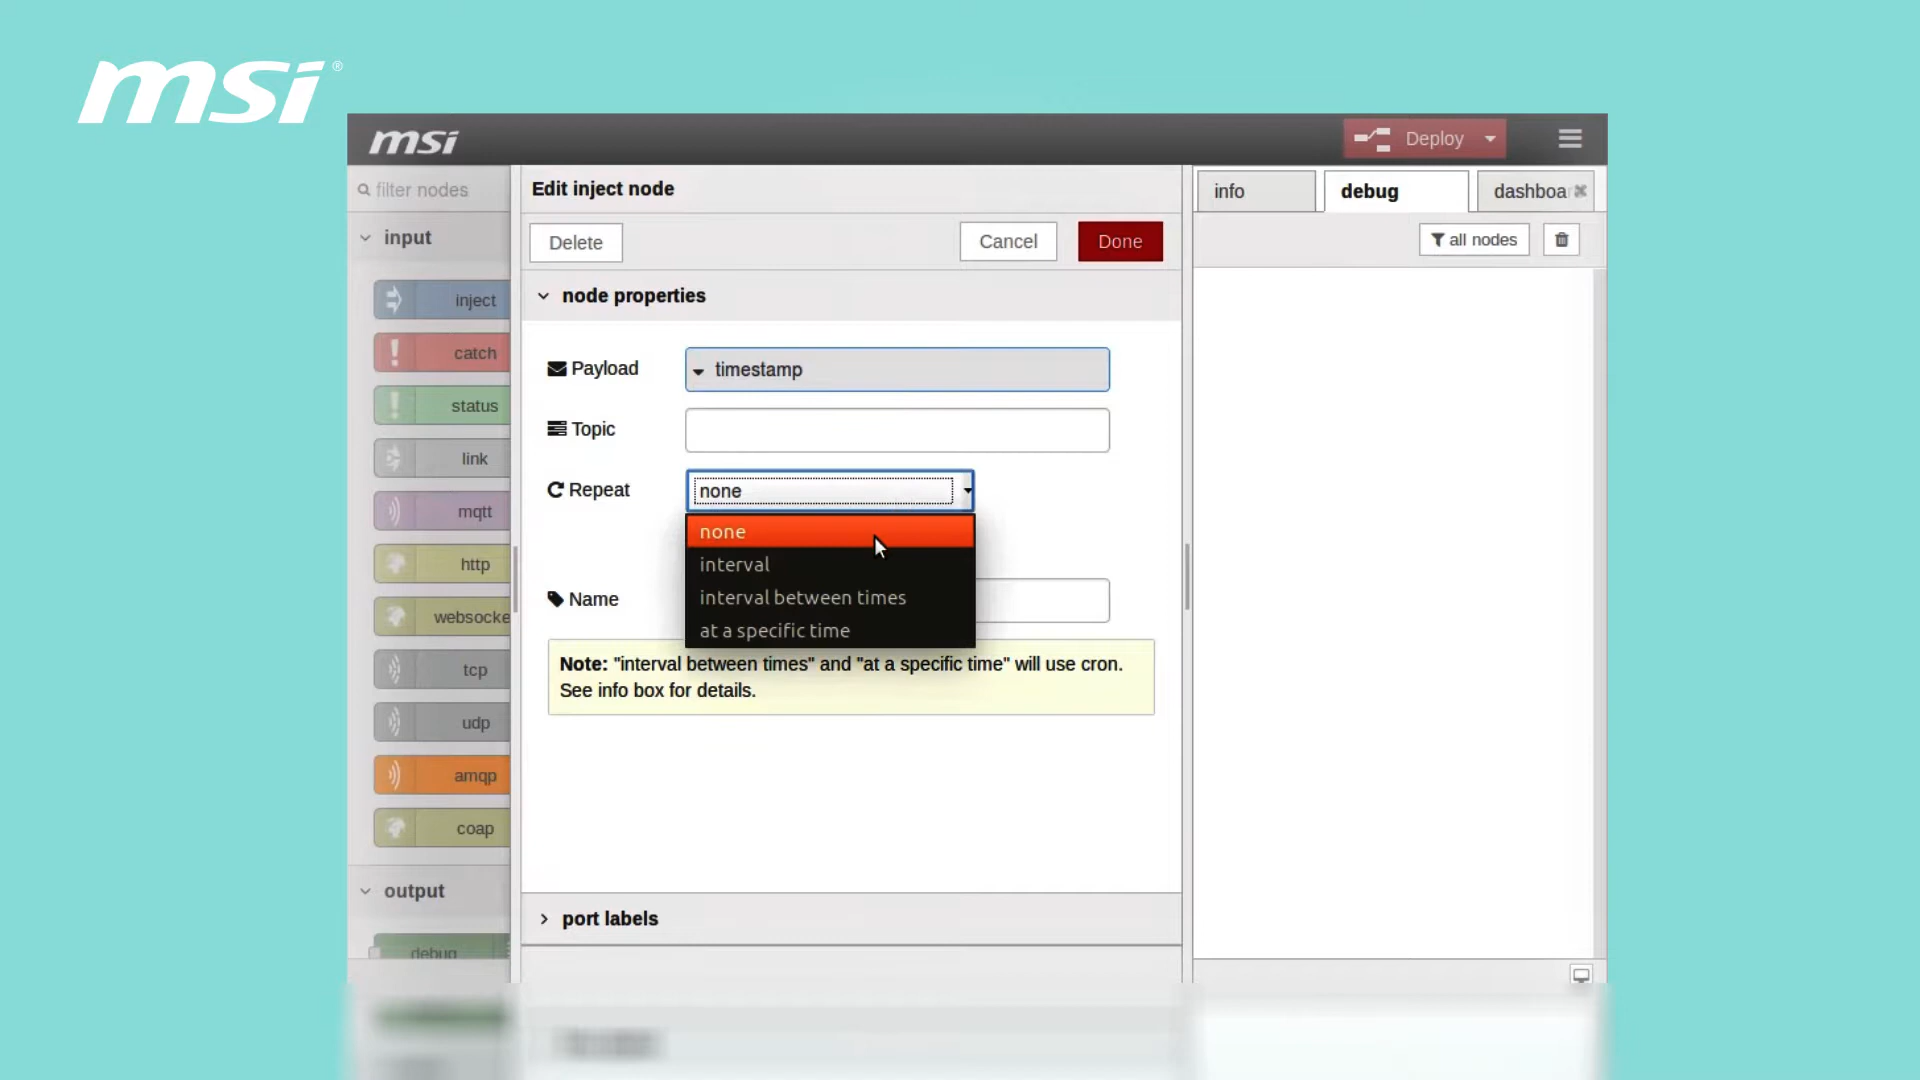 msi®
msi
Deploy
filter nodes
Edit inject node
info
debug
dashboar
input
Delete
Cancel
Done
all nodes
inject
node properties
catch
Payload
timestamp
status
Topic
link
Repeat
none
mqtt
none
http
interval
interval between times
Name
websocke
at a specific time
tcp
Note: "interval between times" and "at a specific time" will use cron.
See info box for details.
udp
amqp
coap
output
port labels
debug